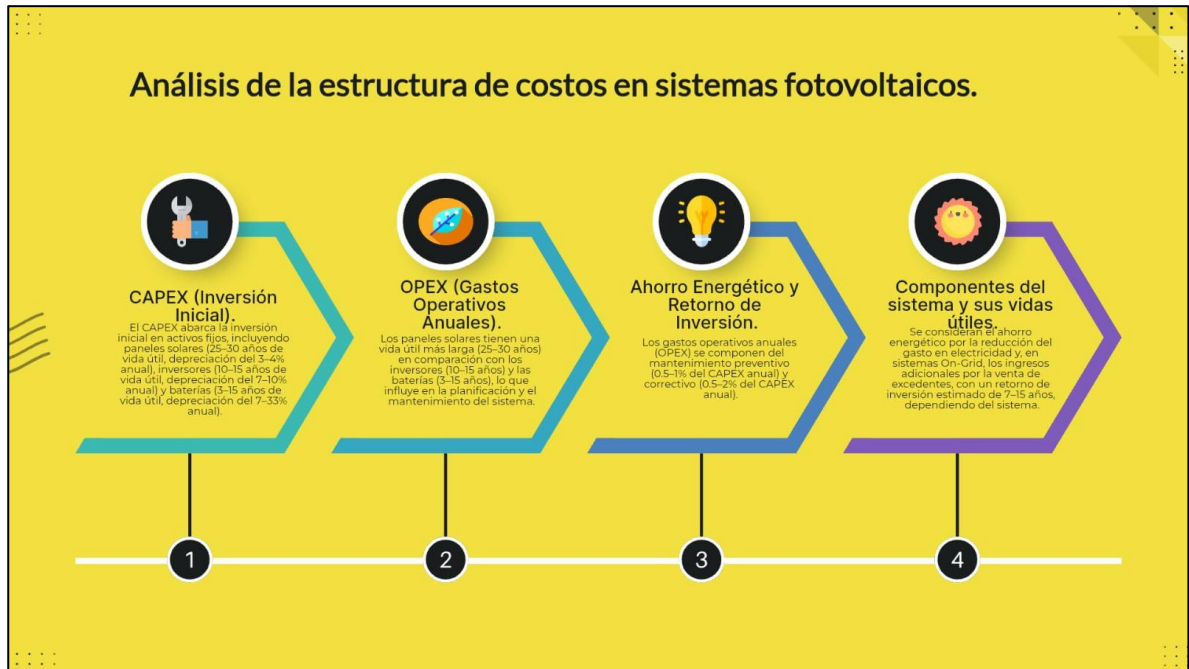 Análisis de la estructura de costos en sistemas fotovoltaicos.
CAPEX (Inversión
Inicial).
El CAPEX abarca la inversión
inicial en activos fijos, incluyendo
paneles solares (25–30 años de
vida útil, depreciación del 3–4%
anual), inversores (10–15 años de
vida útil, depreciación del 7–10%
anual) y baterías (3–15 años de
vida útil, depreciación del 7–33%
anual).
OPEX (Gastos
Operativos
Anuales).
Los paneles solares tienen una
vida útil más larga (25–30 años)
en comparación con los
inversores (10–15 años) y las
baterías (3–15 años), lo que
influye en la planificación y el
mantenimiento del sistema.
Ahorro Energético y
Retorno de
Inversión.
Los gastos operativos anuales
(OPEX) se componen del
mantenimiento preventivo
(0.5–1% del CAPEX anual) y
correctivo (0.5–2% del CAPEX
anual).
Componentes del
sistema y sus vidas
útiles.
Se consideran el ahorro
energético por la reducción del
gasto en electricidad y, en
sistemas On-Grid, los ingresos
adicionales por la venta de
excedentes, con un retorno de
inversión estimado de 7–15 años,
dependiendo del sistema.
1
2
3
4